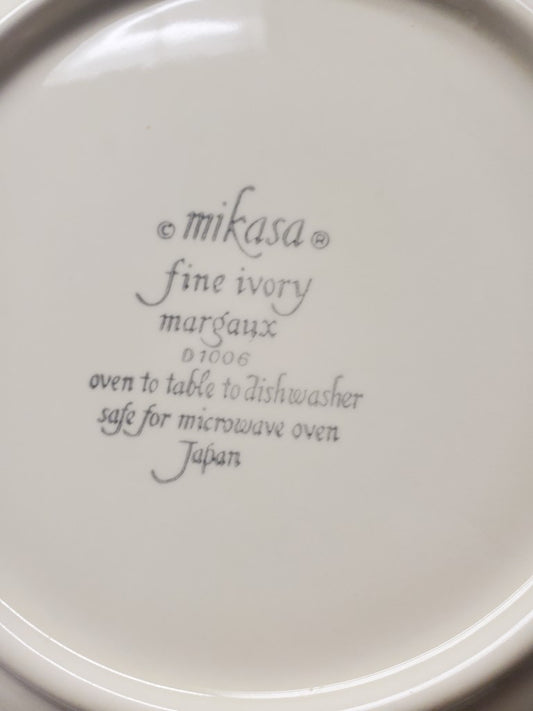 © mikasa ®
fine ivory
margaux
D1006
oven to table to dishwasher
safe for microwave oven
Japan